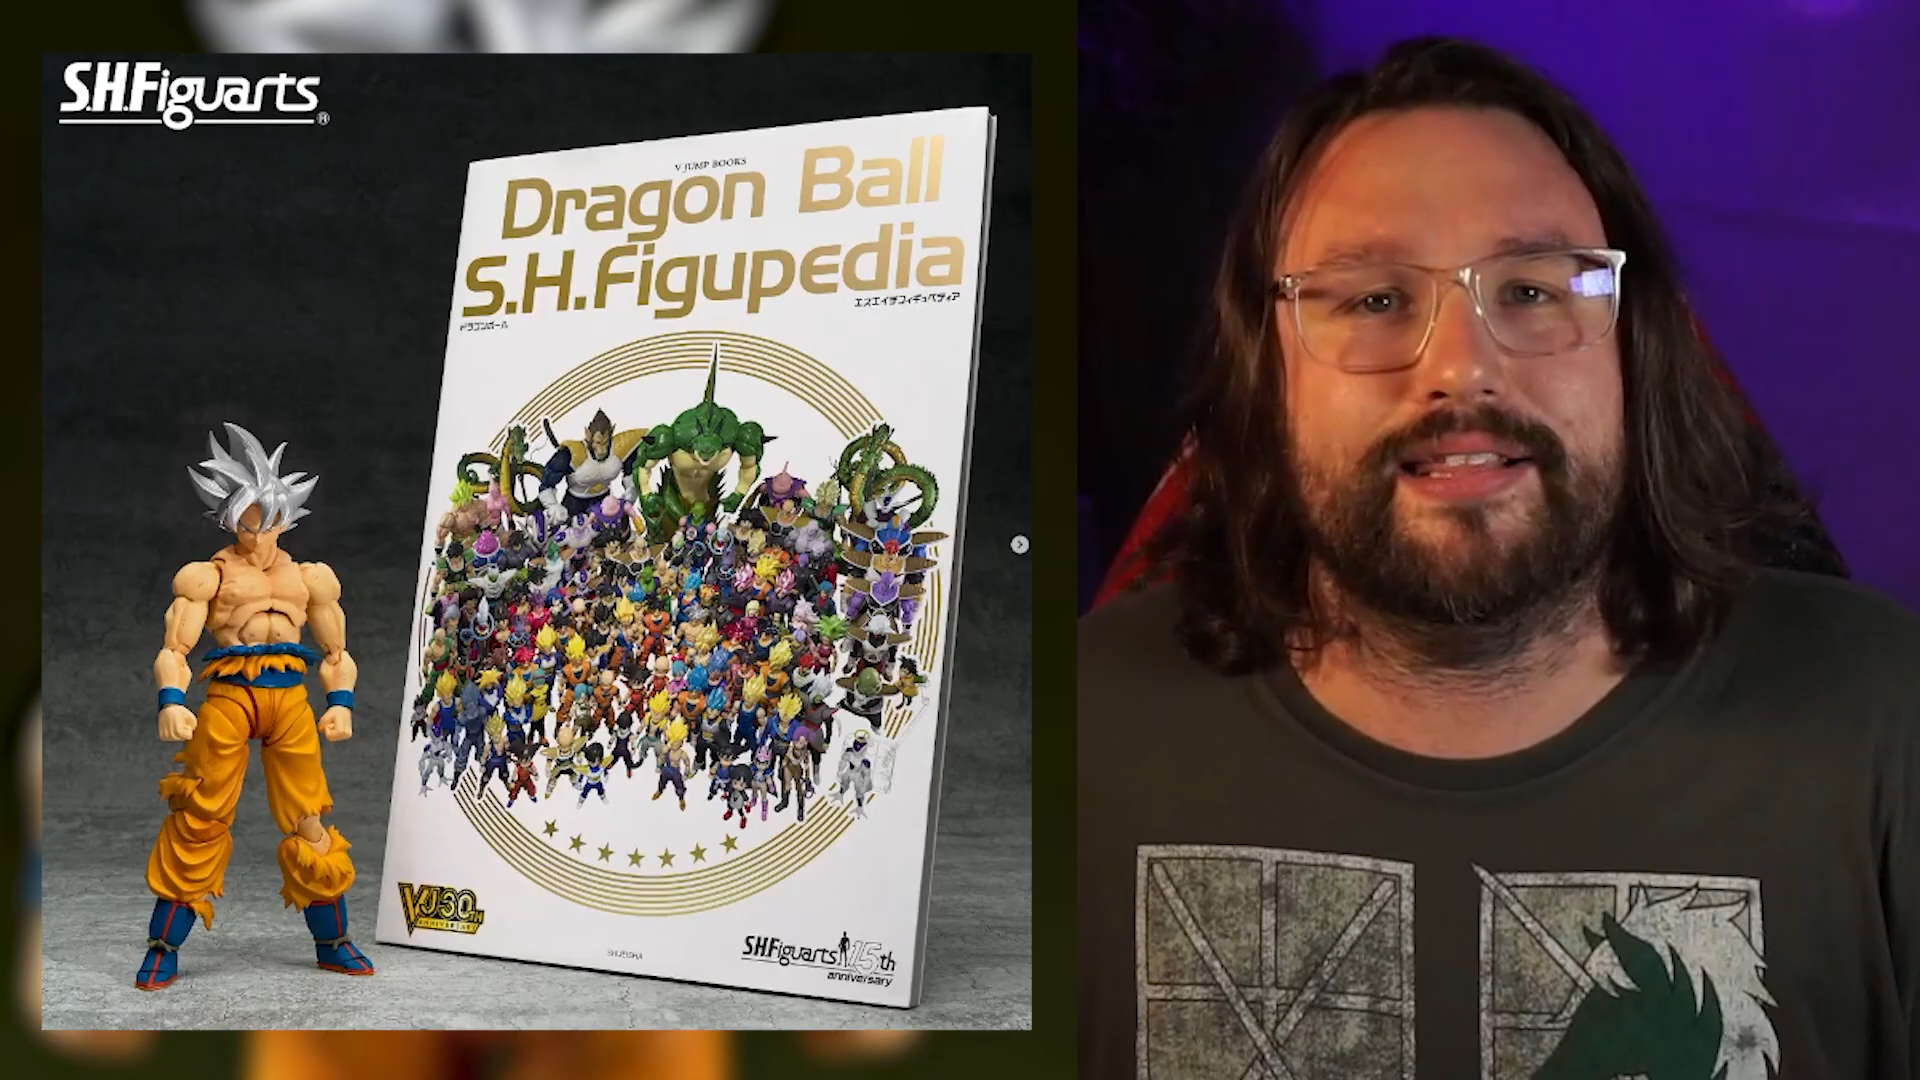 S.H.Figuarts
V JUMP BOOKS
Dragon Ball
S.H.Figupedia
エスエイチフィギュペディア
ドラゴンボール
VJ30TH
ANNIVERSARY
SHUEISHA
S.H.Figuarts 15th
anniversary